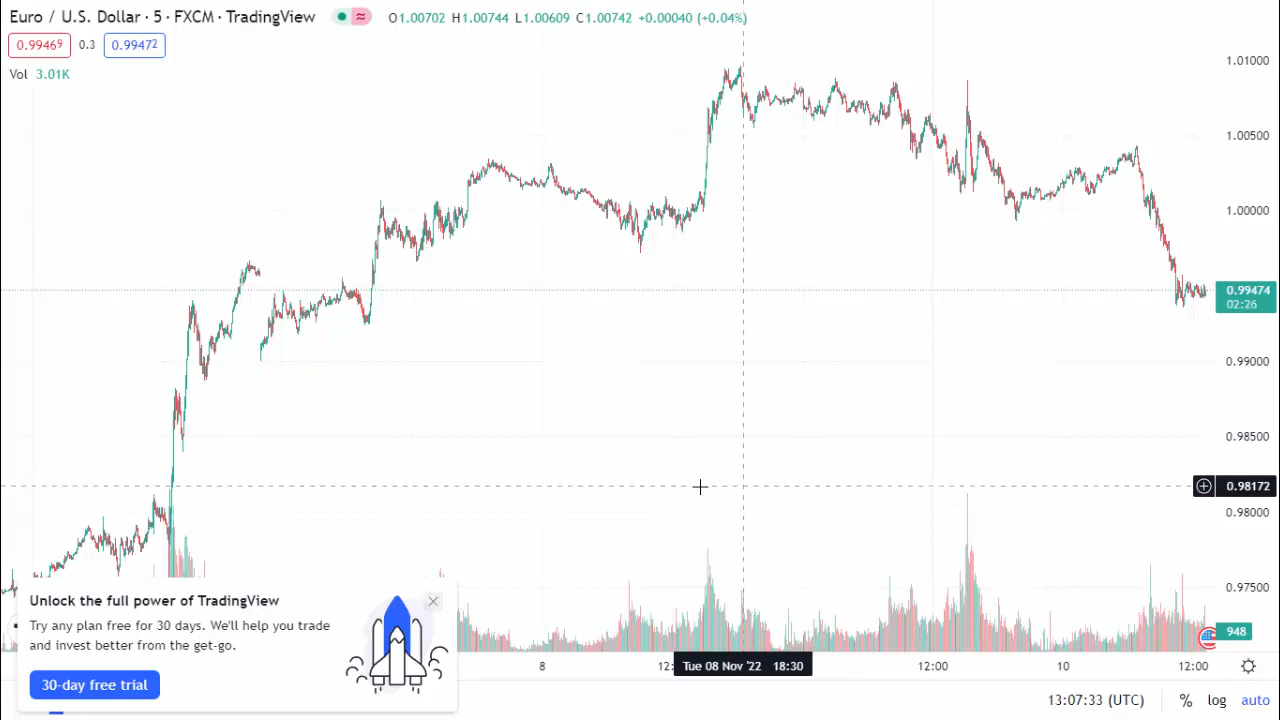 Euro / U.S. Dollar · 5 · FXCM · TradingView ≈ O1.00702 H1.00744 L1.00609 C1.00742 +0.00040 (+0.04%)
0.99469 0.3 0.99472
Vol 3.01K
1.01000
1.00500
1.00000
0.99474
02:26
0.99000
0.98500
0.98172
0.98000
0.97500
Unlock the full power of TradingView
Try any plan free for 30 days. We'll help you trade
and invest better from the get-go.
30-day free trial
948
8 12: Tue 08 Nov '22 18:30 12:00 10 12:00
13:07:33 (UTC) % log auto